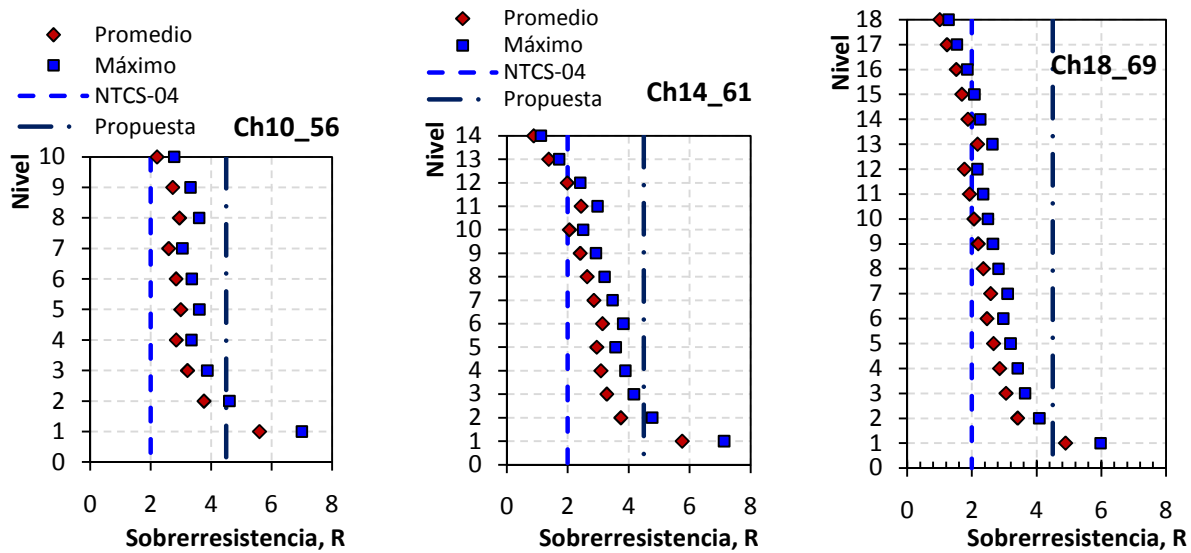 Promedio
Máximo
NTCS-04
Propuesta
Ch10_56
Nivel
10
9
8
7
6
5
4
3
2
1
0
0 2 4 6 8
Sobrerresistencia, R
Promedio
Máximo
NTCS-04
Propuesta
Ch14_61
Nivel
14
13
12
11
10
9
8
7
6
5
4
3
2
1
0
0 2 4 6 8
Sobrerresistencia, R
Ch18_69
Nivel
18
17
16
15
14
13
12
11
10
9
8
7
6
5
4
3
2
1
0
0 2 4 6 8
Sobrerresistencia, R